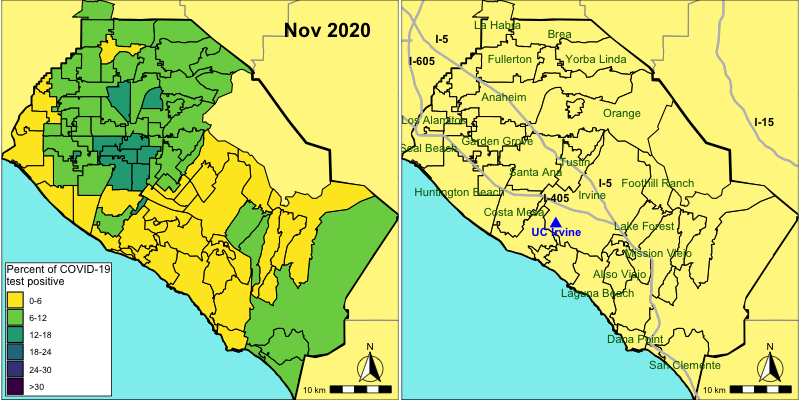 Nov 2020
Percent of COVID-19
test positive
0-6
6-12
12-18
18-24
24-30
>30
N
10 km
La Habra
Brea
I-5
Fullerton
Yorba Linda
I-605
Anaheim
Orange
Los Alamitos
I-15
Garden Grove
Seal Beach
Tustin
Santa Ana
I-5
Foothill Ranch
Huntington Beach
Irvine
I-405
Costa Mesa
Lake Forest
UC Irvine
Mission Viejo
Aliso Viejo
Laguna Beach
Dana Point
San Clemente
N
10 km